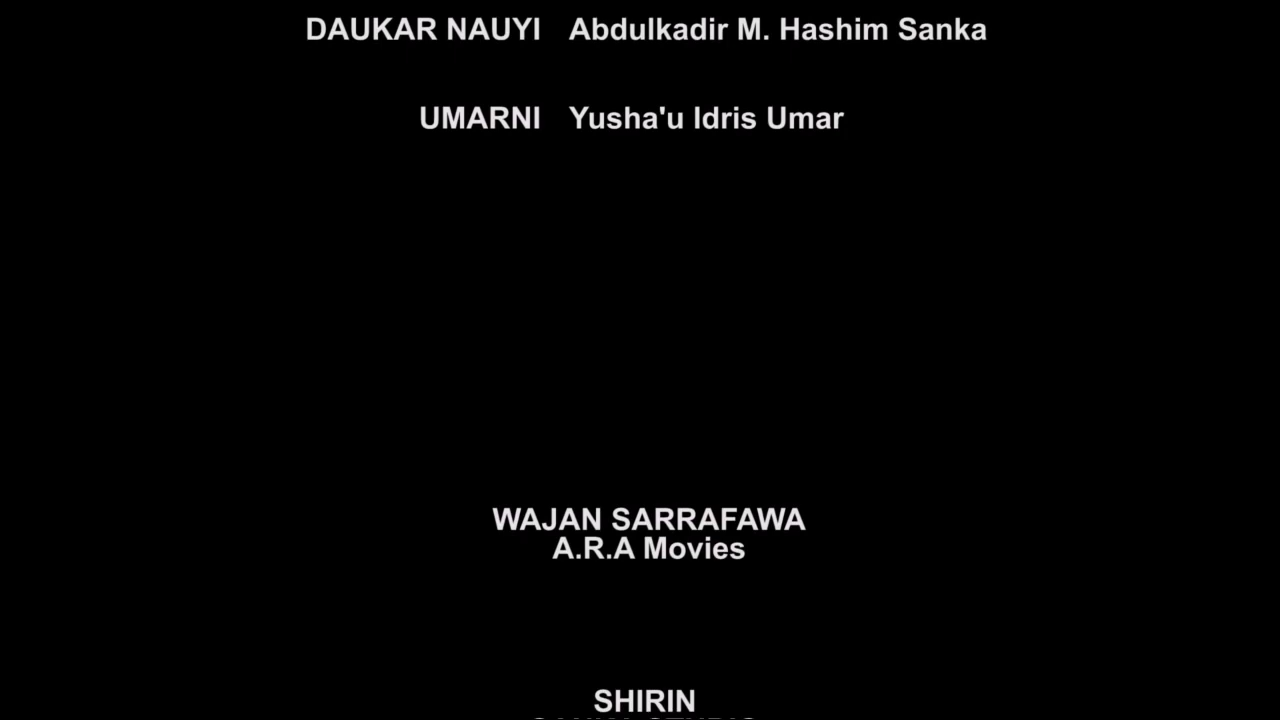 DAUKAR NAUYI Abdulkadir M. Hashim Sanka
UMARNI Yusha'u Idris Umar
WAJAN SARRAFAWA
A.R.A Movies
SHIRIN